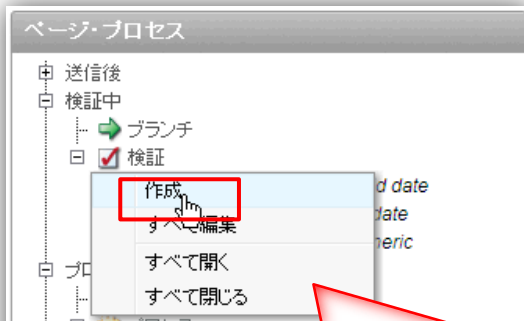 ページ・プロセス
送信後
検証中
ブランチ
検証
作成
d date
すべて編集
date
neric
すべて開く
プロ
すべて閉じる